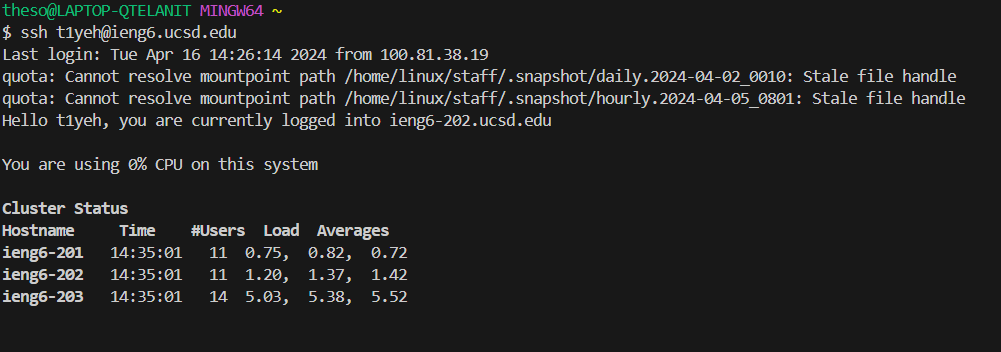 theso@LAPTOP-QTELANIT MINGW64 ~
$ ssh t1yeh@ieng6.ucsd.edu
Last login: Tue Apr 16 14:26:14 2024 from 100.81.38.19
quota: Cannot resolve mountpoint path /home/linux/staff/.snapshot/daily.2024-04-02_0010: Stale file handle
quota: Cannot resolve mountpoint path /home/linux/staff/.snapshot/hourly.2024-04-05_0801: Stale file handle
Hello t1yeh, you are currently logged into ieng6-202.ucsd.edu
You are using 0% CPU on this system
Cluster Status
Hostname     Time    #Users  Load  Averages
ieng6-201   14:35:01   11  0.75,  0.82,  0.72
ieng6-202   14:35:01   11  1.20,  1.37,  1.42
ieng6-203   14:35:01   14  5.03,  5.38,  5.52